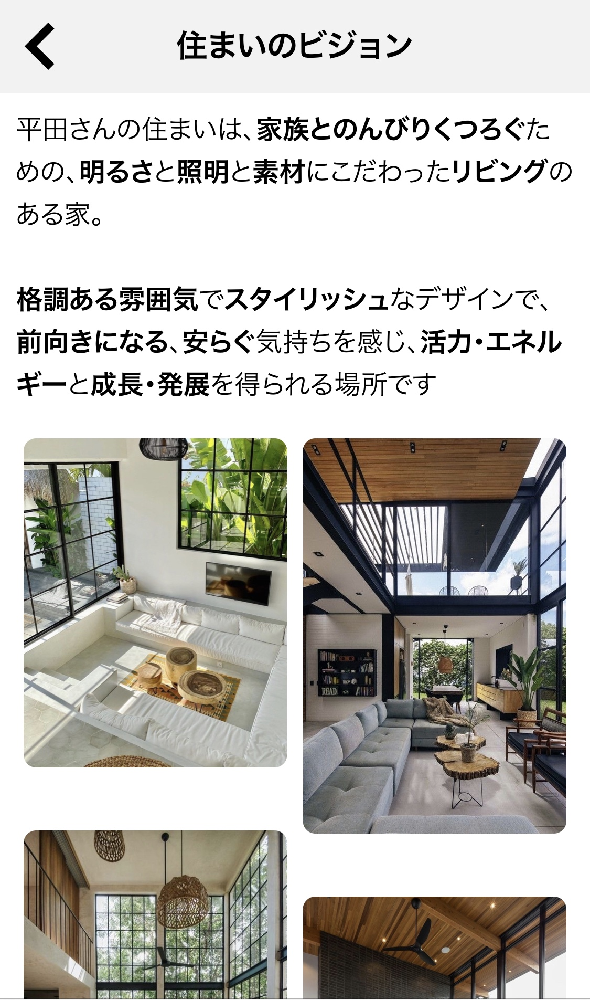 住まいのビジョン
平田さんの住まいは、家族とのんびりくつろぐた
めの、明るさと照明と素材にこだわったリビングの
ある家。
格調ある雰囲気でスタイリッシュなデザインで、
前向きになる、安らぐ気持ちを感じ、活力・エネル
ギーと成長・発展を得られる場所です
READ